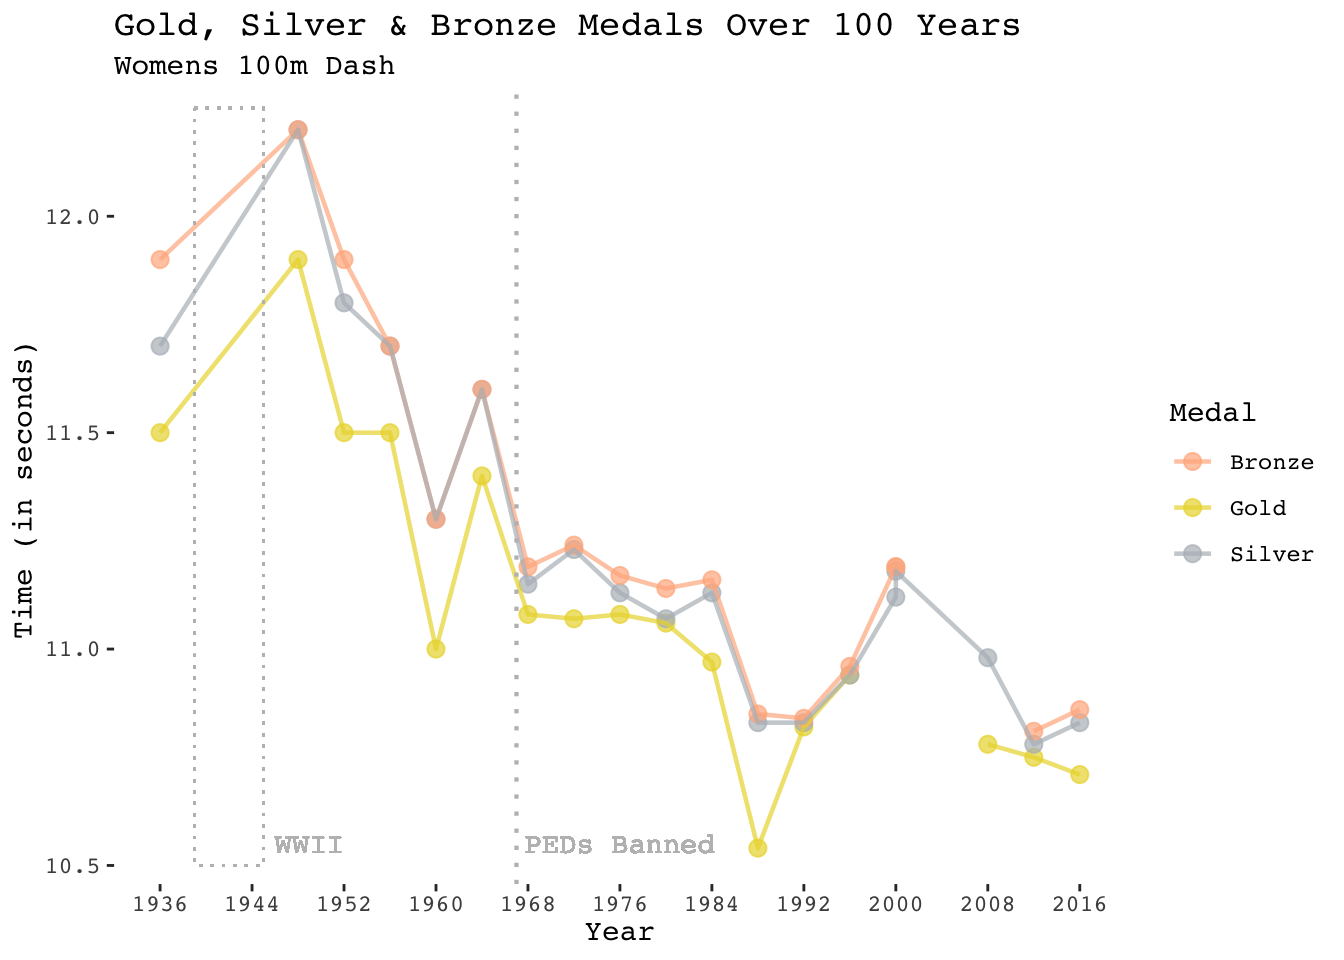 Gold, Silver & Bronze Medals Over 100 Years
Womens 100m Dash
Time (in seconds)
12.0
11.5
11.0
10.5
WWII
PEDs Banned
1936 1944 1952 1960 1968 1976 1984 1992 2000 2008 2016
Year
Medal
Bronze
Gold
Silver